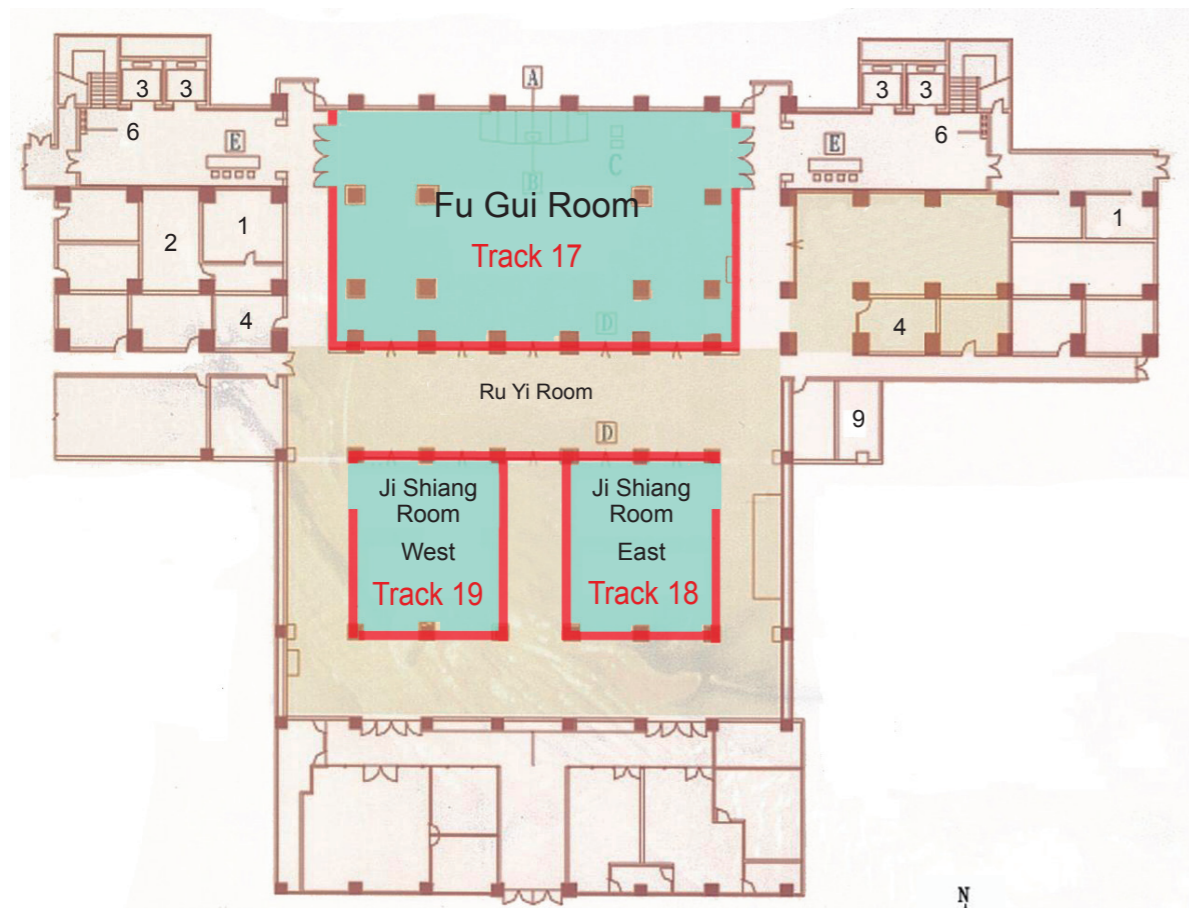 A
3 3
3 3
6
6
E
E
C
B
Fu Gui Room
Track 17
1
1
2
4
D
4
Ru Yi Room
9
D
Ji Shiang
Room
West
Track 19
Ji Shiang
Room
East
Track 18
N